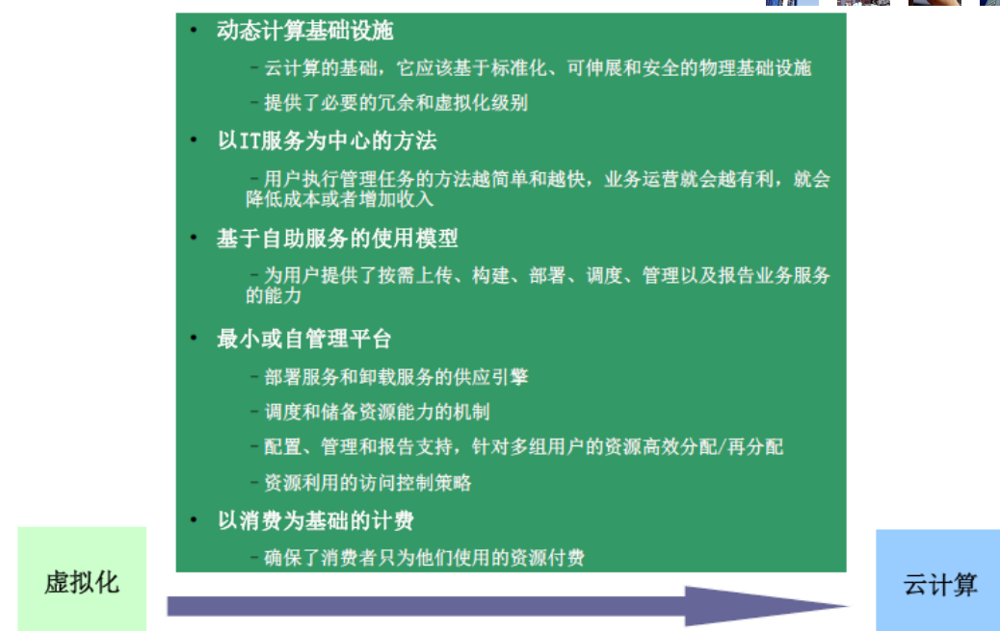 • 动态计算基础设施
－云计算的基础，它应该基于标准化、可伸展和安全的物理基础设施
－提供了必要的冗余和虚拟化级别
• 以IT服务为中心的方法
－用户执行管理任务的方法越简单和越快，业务运营就会越有利，就会
降低成本或者增加收入
• 基于自助服务的使用模型
－为用户提供了按需上传、构建、部署、调度、管理以及报告业务服务
的能力
• 最小或自管理平台
－部署服务和卸载服务的供应引擎
－调度和储备资源能力的机制
－配置、管理和报告支持，针对多组用户的资源高效分配/再分配
－资源利用的访问控制策略
• 以消费为基础的计费
－确保了消费者只为他们使用的资源付费
虚拟化
云计算